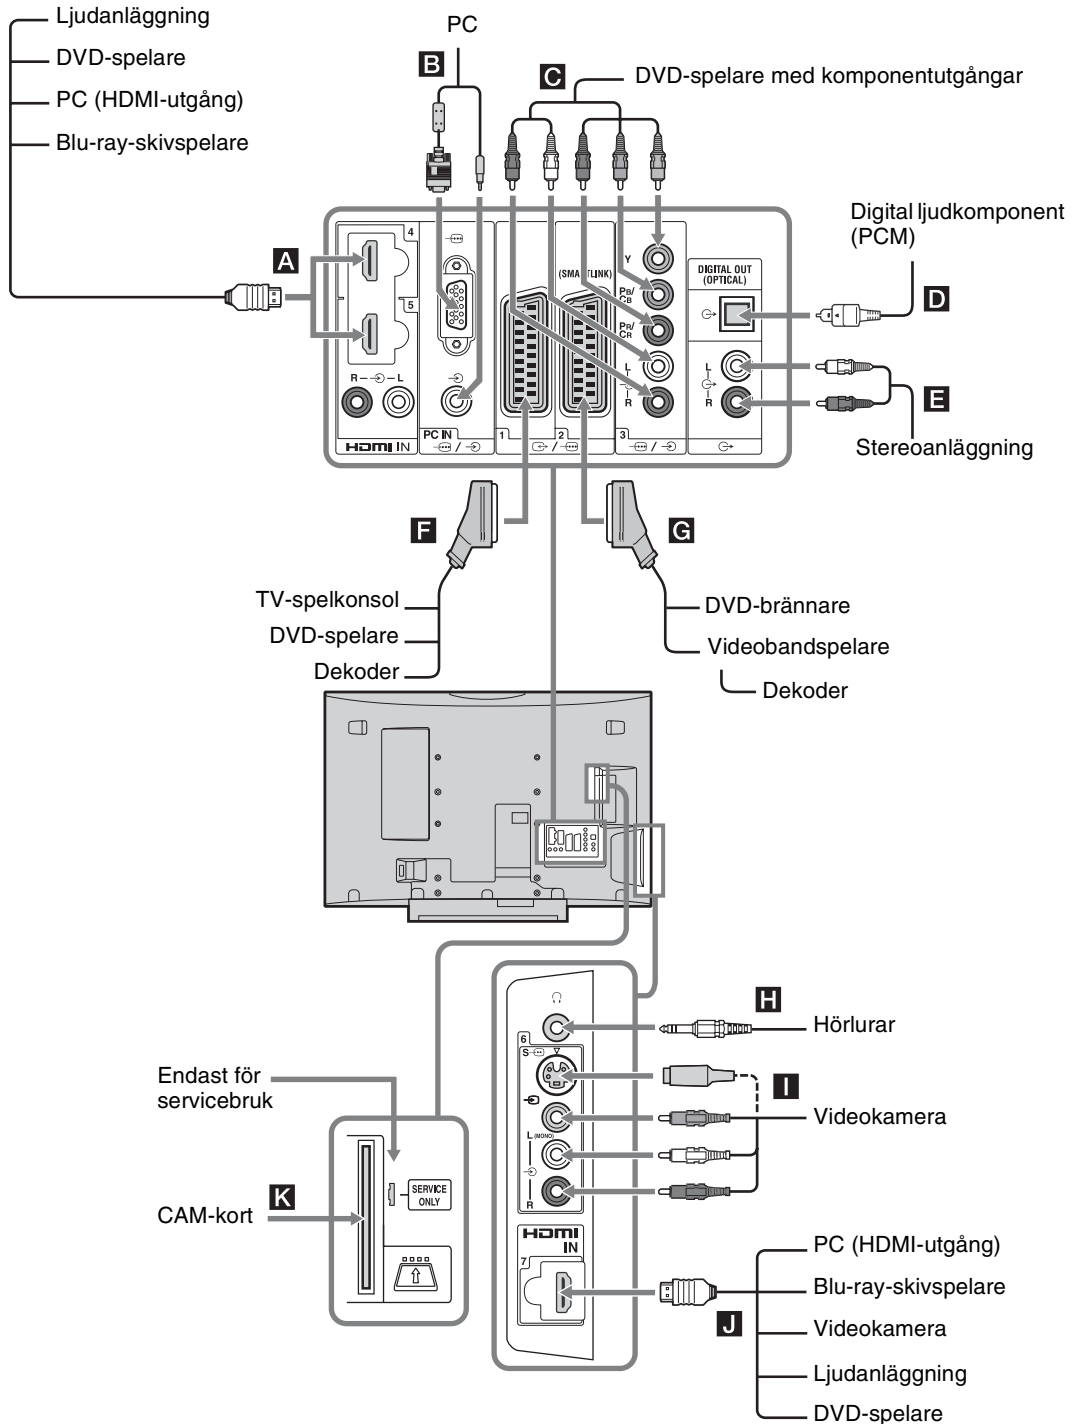 Ljudanläggning
DVD-spelare
PC (HDMI-utgång)
Blu-ray-skivspelare
PC
B
C
DVD-spelare med komponentutgångar
Digital ljudkomponent
(PCM)
A
4
5
R
L
HDMI IN
PC IN
1
(SMARTLINK)
2
Y
PB/
CB
PR/
CR
L
R
3
DIGITAL OUT
(OPTICAL)
L
R
D
E
Stereoanläggning
F
G
TV-spelkonsol
DVD-spelare
Dekoder
DVD-brännare
Videobandspelare
Dekoder
H
Hörlurar
6
S
I
Videokamera
L (MONO)
R
Endast för
servicebruk
SERVICE
ONLY
K
CAM-kort
HDMI
IN
7
J
PC (HDMI-utgång)
Blu-ray-skivspelare
Videokamera
Ljudanläggning
DVD-spelare